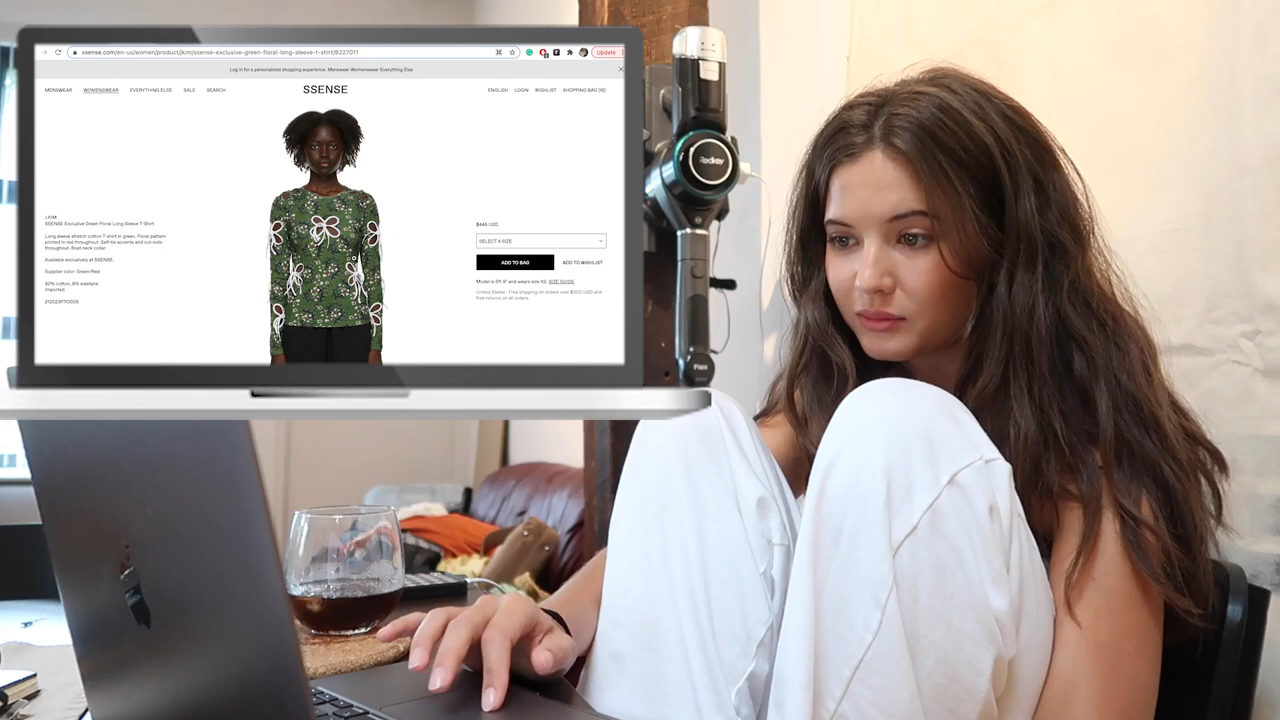 ssense.com/en-us/women/product/jkim/ssense-exclusive-green-floral-long-sleeve-t-shirt/8227011
Update
Log in for a personalised shopping experience. Menswear Womenswear Everything Else
MENSWEAR WOMENSWEAR EVERYTHING ELSE SALE SEARCH
SSENSE
ENGLISH LOGIN WISHLIST SHOPPING BAG (16)
J.KIM
SSENSE Exclusive Green Floral Long Sleeve T-Shirt
Long sleeve stretch cotton T-shirt in green. Floral pattern
printed in red throughout. Self-tie accents and cut-outs
throughout. Boat neck collar.
Available exclusively at SSENSE.
Supplier color: Green/Red
92% cotton, 8% elastane.
Imported.
212023F110005
$445 USD
SELECT A SIZE
ADD TO BAG ADD TO WISHLIST
Model is 5ft 9" and wears size XS. SIZE GUIDE
United States - Free shipping on orders over $300 USD and
free returns on all orders.
Redkey
Flex